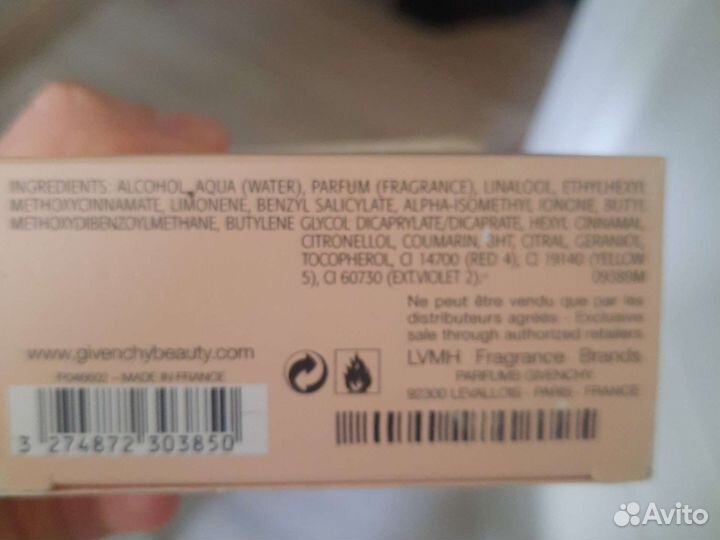 INGREDIENTS: ALCOHOL, AQUA (WATER), PARFUM (FRAGRANCE), LINALOOL, ETHYLHEXYL
METHOXYCINNAMATE, LIMONENE, BENZYL SALICYLATE, ALPHA-ISOMETHYL IONONE, BUTYL
METHOXYDIBENZOYLMETHANE, BUTYLENE GLYCOL DICAPRYLATE/DICAPRATE, HEXYL CINNAMAL,
CITRONELLOL, COUMARIN, BHT, CITRAL, GERANIOL,
TOCOPHEROL, CI 14700 (RED 4), CI 19140 (YELLOW
5), CI 60730 (EXT.VIOLET 2).- 09389M
Ne peut être vendu que par les
distributeurs agréés. - Exclusive
sale through authorized retailers.
www.givenchybeauty.com
LVMH Fragrance Brands.
P046602 – MADE IN FRANCE
PARFUMS GIVENCHY-
92300 LEVALLOIS - PARIS - FRANCE
3 274872 303850
Avito